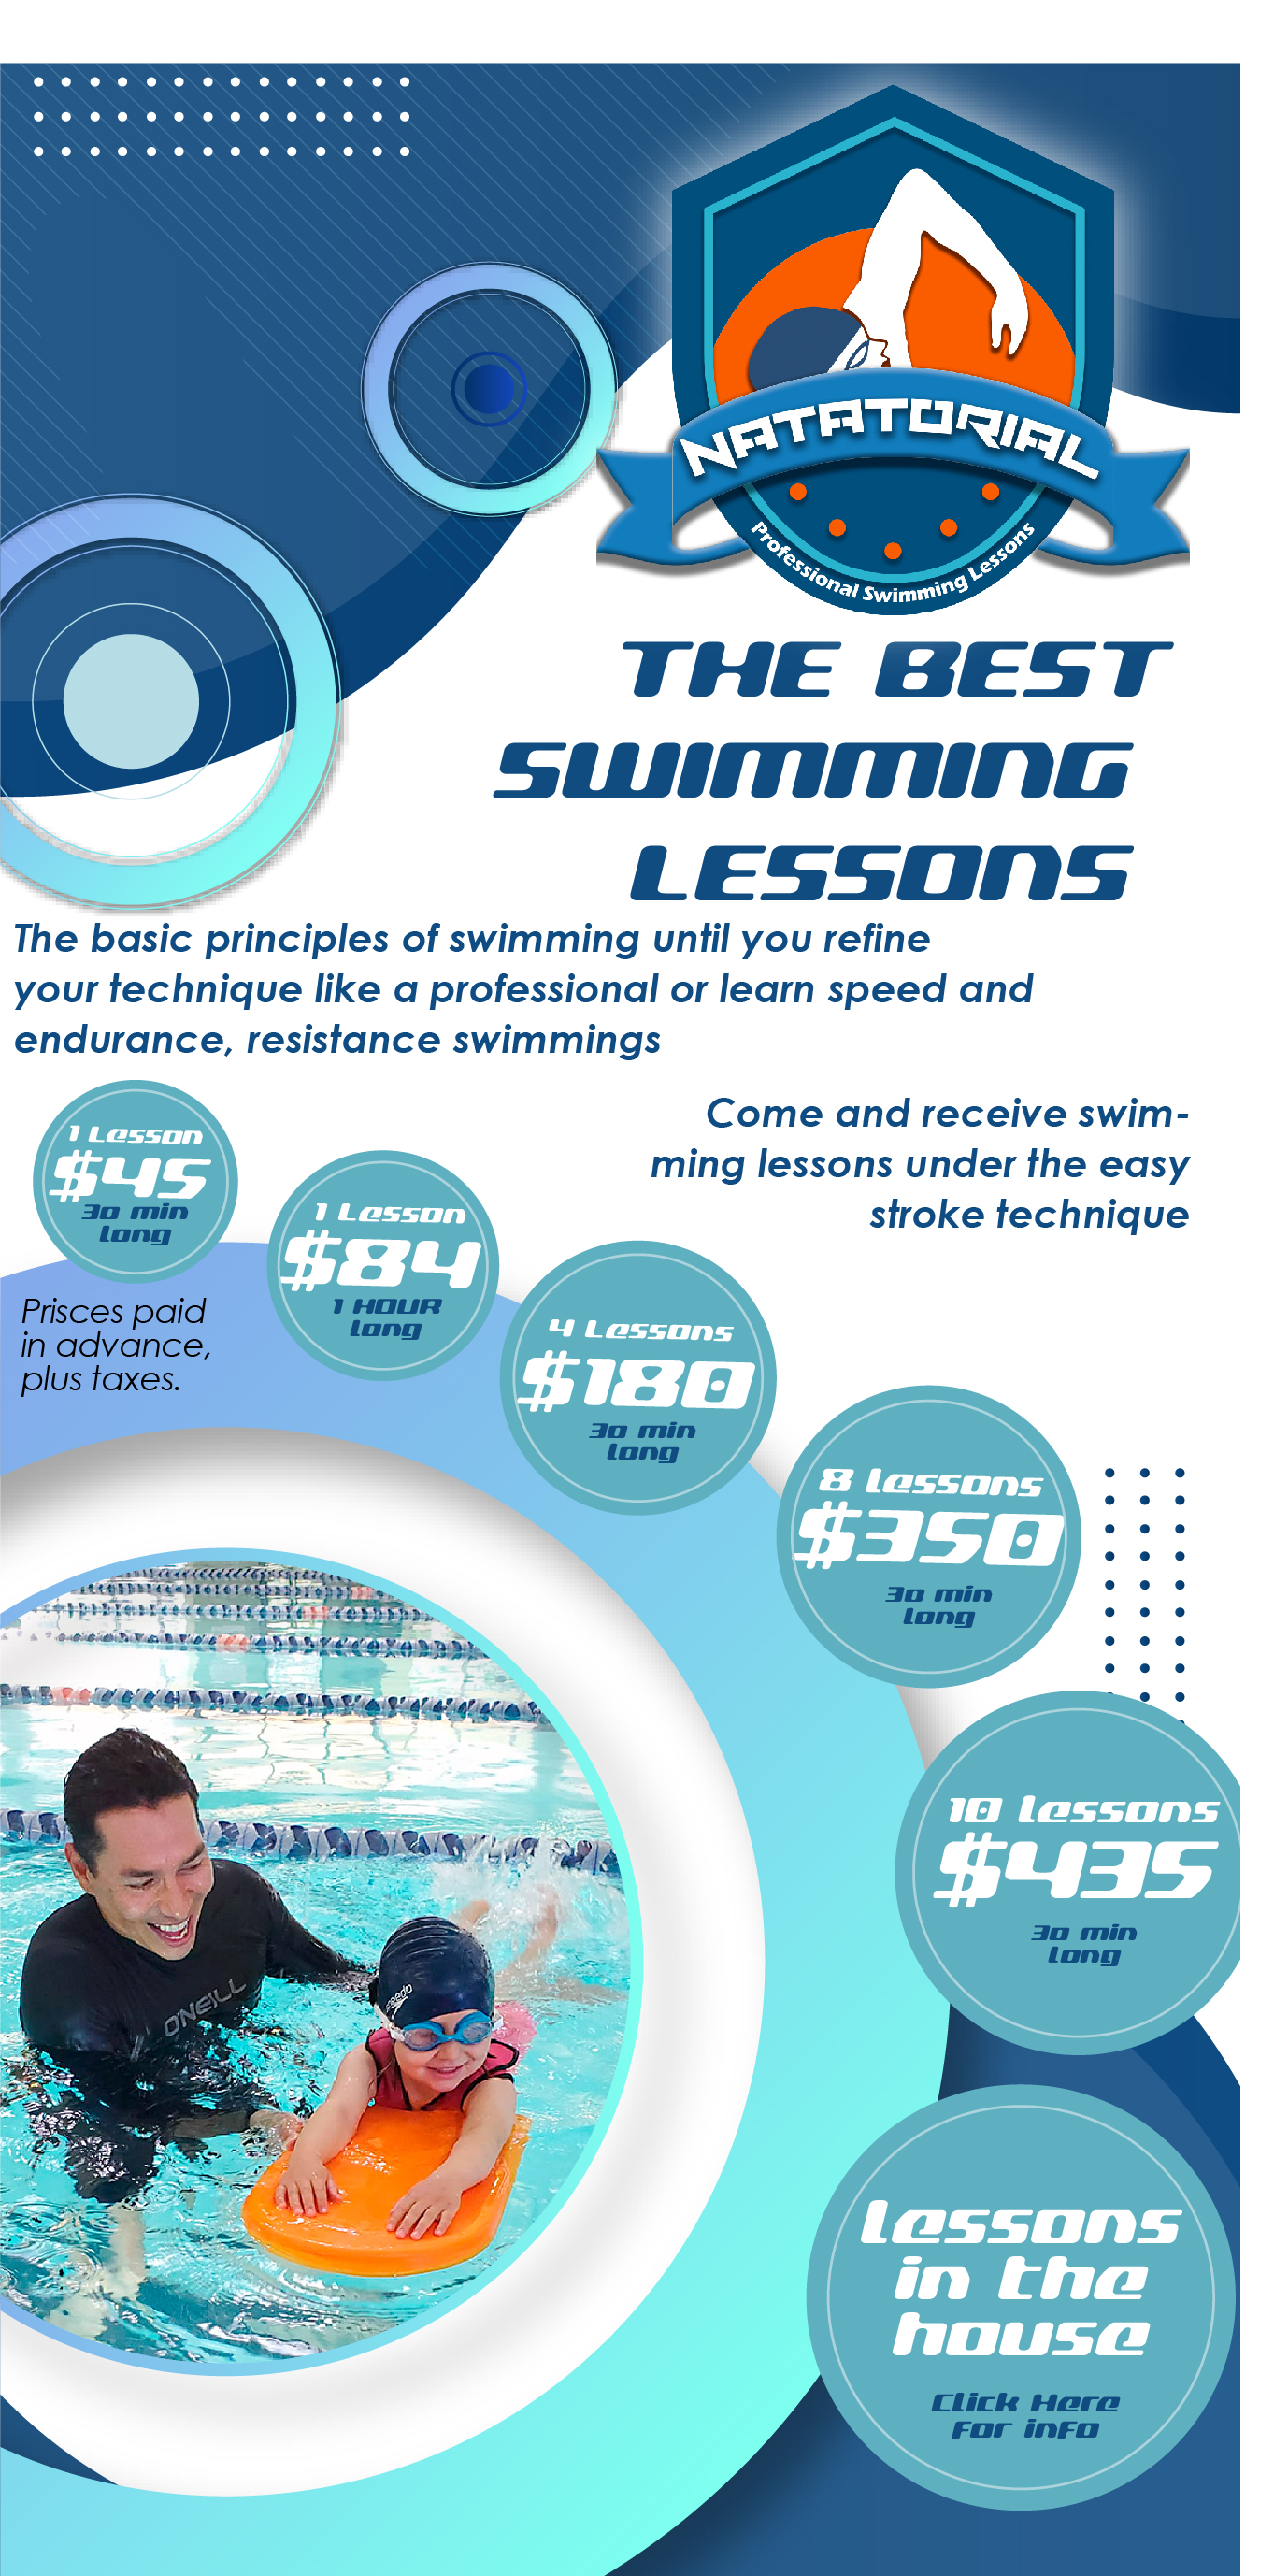 NATATORIAL
Professional Swimming Lessons
THE BEST
SWIMMING
LESSONS
The basic principles of swimming until you refine
your technique like a professional or learn speed and
endurance, resistance swimmings
Come and receive swim-
ming lessons under the easy
stroke technique
1 Lesson
$45
30 min
long
1 Lesson
$84
1 HOUR
long
Prisces paid
in advance,
plus taxes.
4 Lessons
$180
30 min
long
8 Lessons
$350
30 min
long
10 Lessons
$435
30 min
long
O'NEILL
speedo
Lessons
in the
house
Click Here
For info